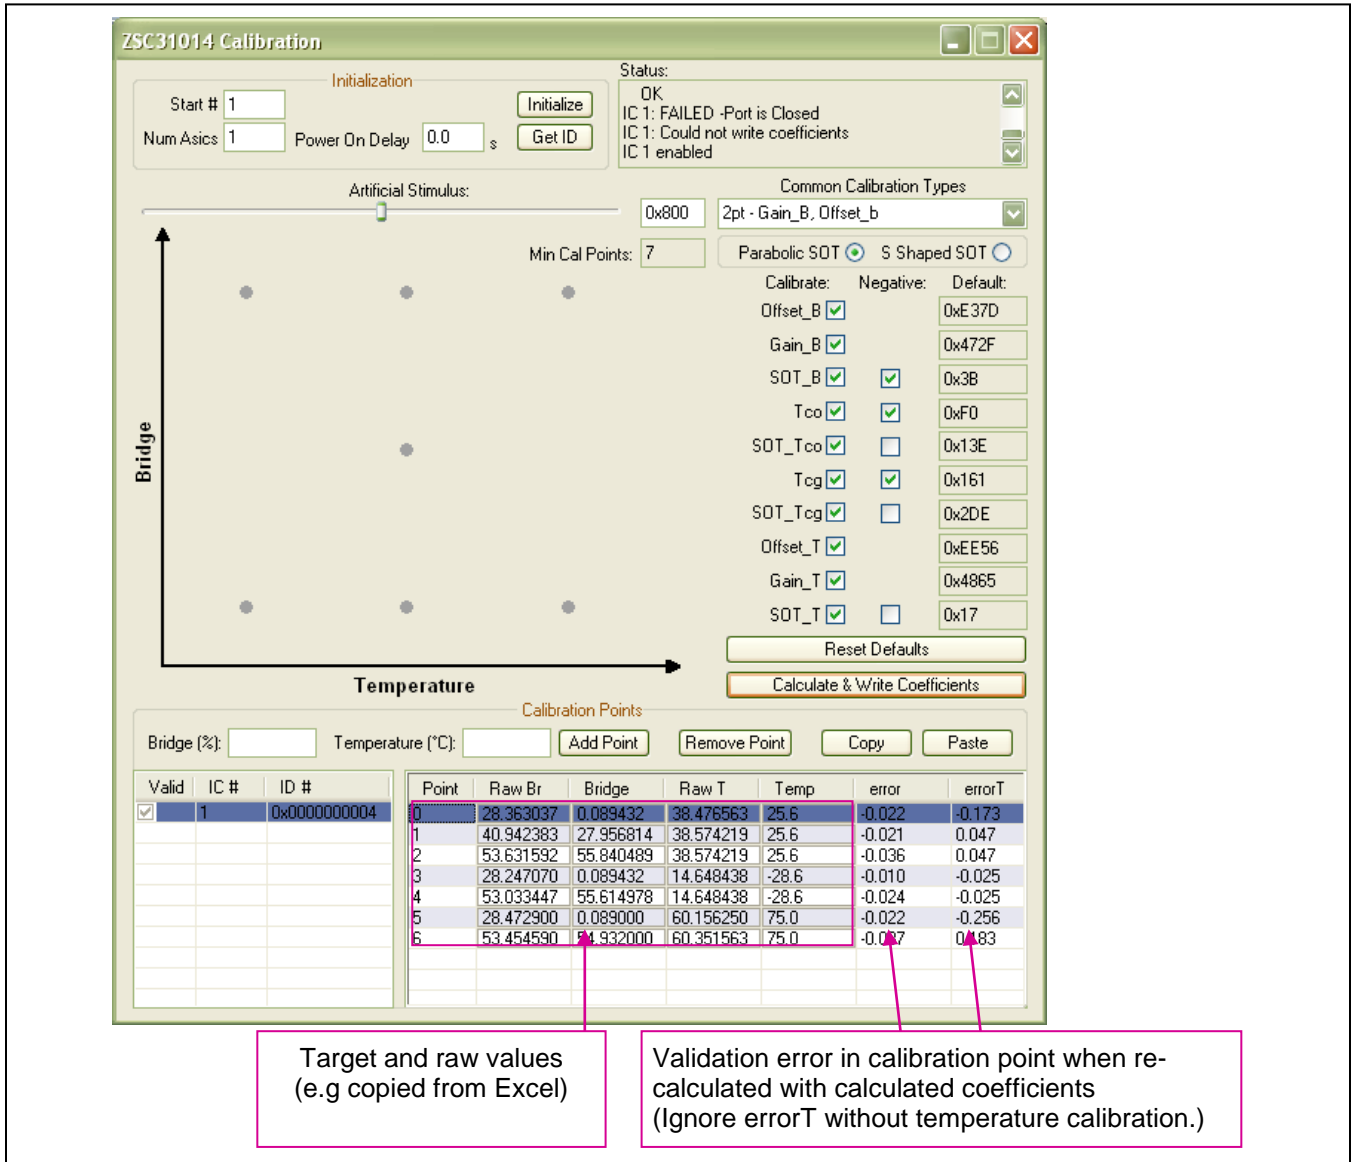 ZSC31014 Calibration
Initialization
Start # 1
Initialize
Num Asics 1 Power On Delay 0.0 s Get ID
Status:
OK
IC 1: FAILED -Port is Closed
IC 1: Could not write coefficients
IC 1 enabled
Artificial Stimulus:
0x800
Common Calibration Types
2pt - Gain_B, Offset_b
Min Cal Points: 7
Parabolic SOT S Shaped SOT
Calibrate: Negative: Default:
Offset_B 0xE37D
Gain_B 0x472F
SOT_B 0x3B
Tco 0xF0
SOT_Tco 0x13E
Tcg 0x161
SOT_Tcg 0x2DE
Offset_T 0xEE56
Gain_T 0x4865
SOT_T 0x17
Bridge
Temperature
Reset Defaults
Calculate & Write Coefficients
Calibration Points
Bridge (%): Temperature (°C): Add Point Remove Point Copy Paste
Valid IC # ID #
1 0x0000000004
Point Raw Br Bridge Raw T Temp error errorT
0 28.363037 0.089432 38.476563 25.6 -0.022 -0.173
1 40.942383 27.956814 38.574219 25.6 -0.021 0.047
2 53.631592 55.840489 38.574219 25.6 -0.036 0.047
3 28.247070 0.089432 14.648438 -28.6 -0.010 -0.025
4 53.033447 55.614978 14.648438 -28.6 -0.024 -0.025
5 28.472900 0.089000 60.156250 75.0 -0.022 -0.256
6 53.454590 54.932000 60.351563 75.0
Target and raw values
(e.g copied from Excel)
Validation error in calibration point when re-
calculated with calculated coefficients
(Ignore errorT without temperature calibration.)